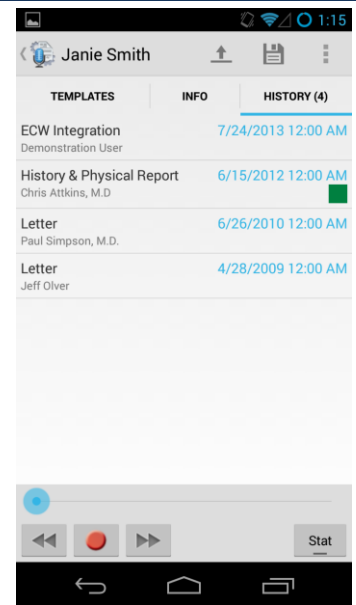 1:15
Janie Smith
TEMPLATES INFO HISTORY (4)
ECW Integration 7/24/2013 12:00 AM
Demonstration User
History & Physical Report 6/15/2012 12:00 AM
Chris Attkins, M.D
Letter 6/26/2010 12:00 AM
Paul Simpson, M.D.
Letter 4/28/2009 12:00 AM
Jeff Olver
Stat